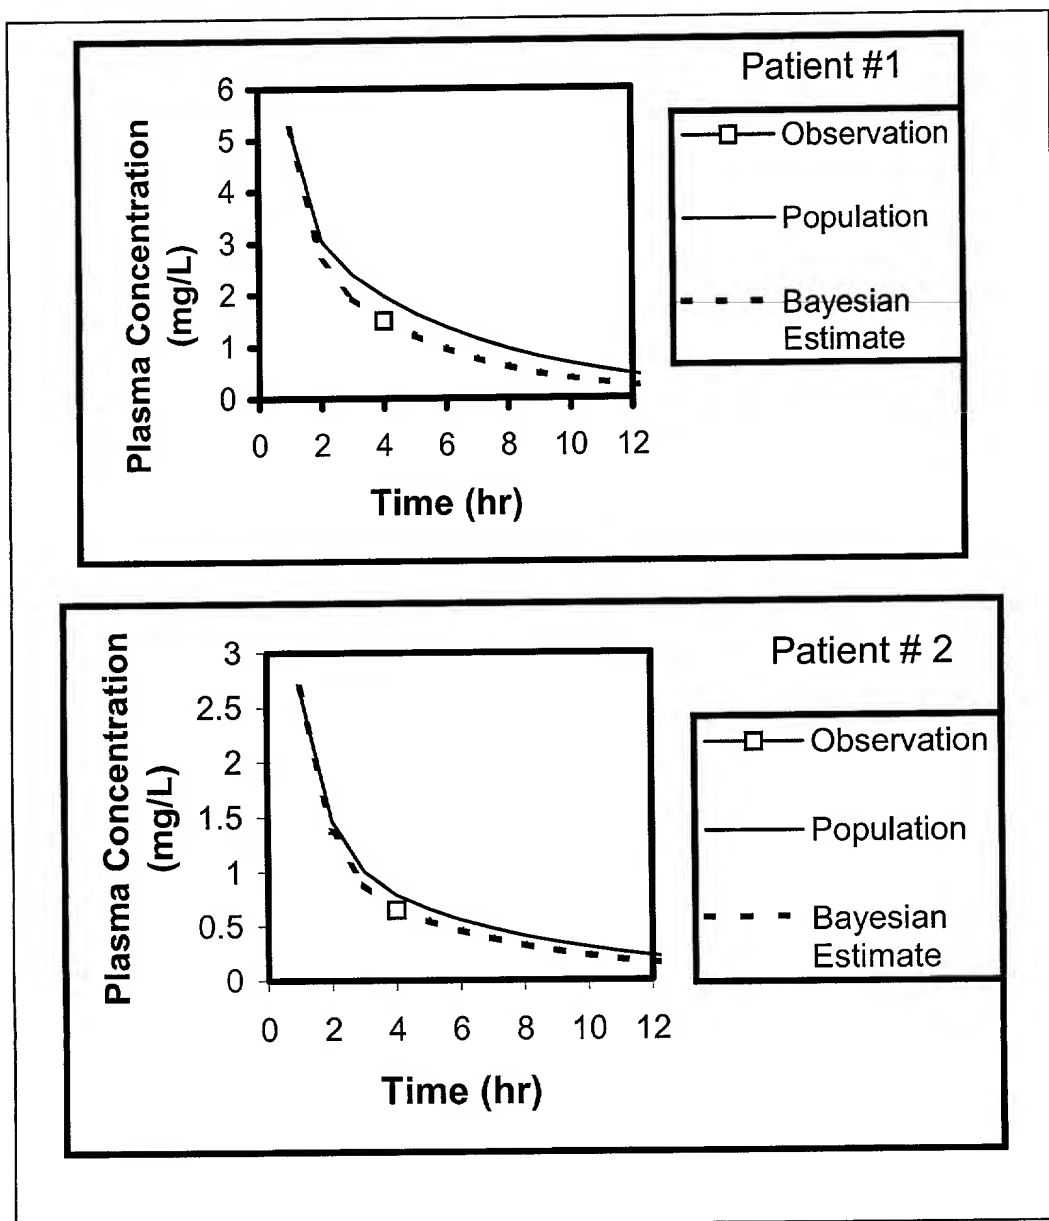 Patient #1
Plasma Concentration
(mg/L)
6
5
4
3
2
1
0
0 2 4 6 8 10 12
Time (hr)
Observation
Population
Bayesian
Estimate
Patient # 2
Plasma Concentration
(mg/L)
3
2.5
2
1.5
1
0.5
0
0 2 4 6 8 10 12
Time (hr)
Observation
Population
Bayesian
Estimate